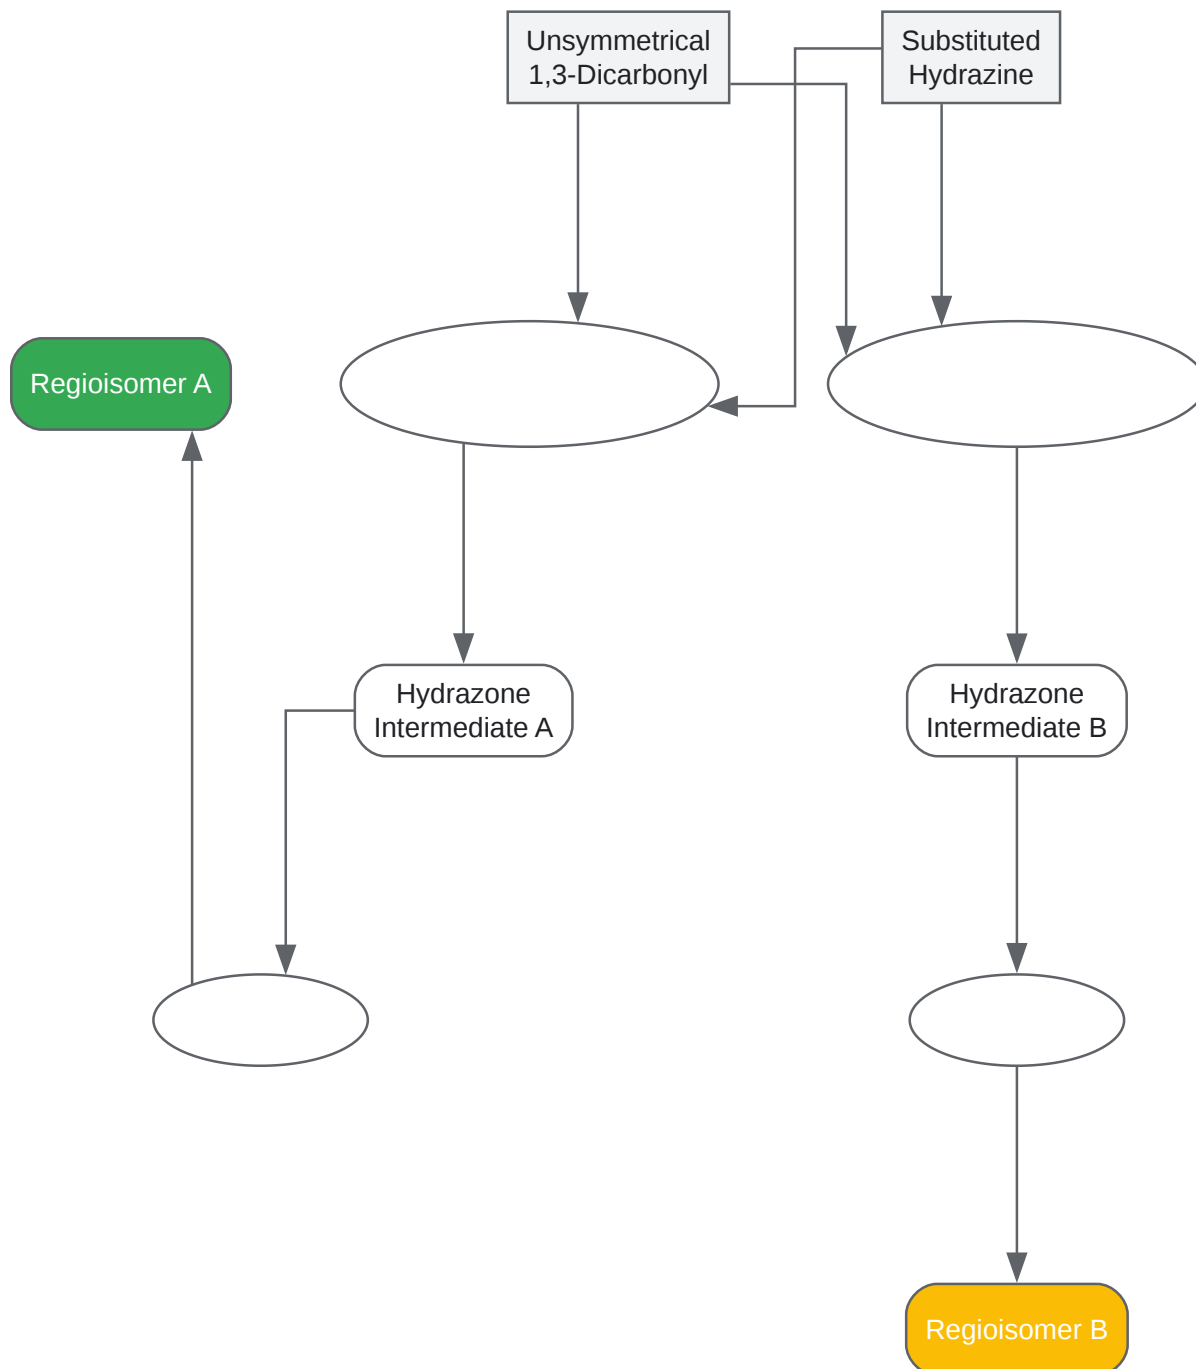 Unsymmetrical
1,3-Dicarbonyl
Substituted
Hydrazine
Regioisomer A
Hydrazone
Intermediate A
Hydrazone
Intermediate B
Regioisomer B